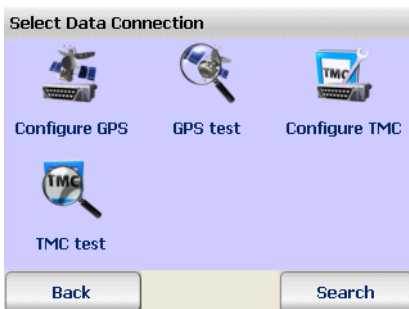 Select Data Connection
TMC
Configure GPS GPS test Configure TMC
TMC
TMC test
Back Search